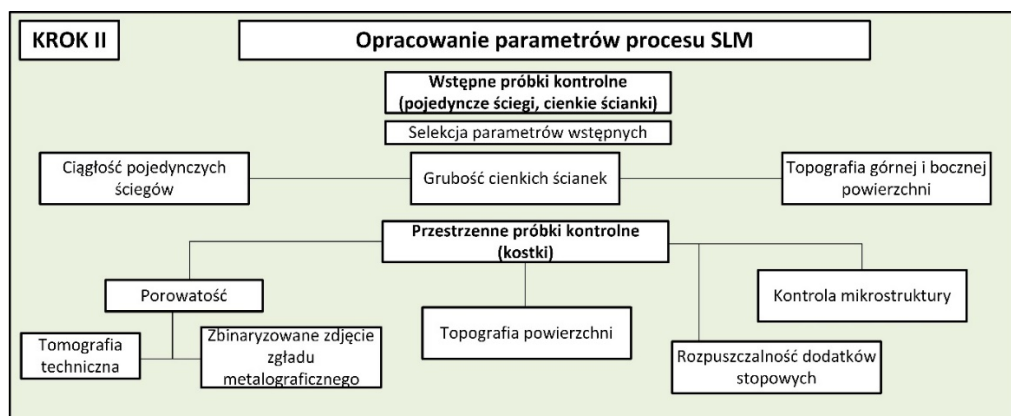 KROK II
Opracowanie parametrów procesu SLM
Wstępne próbki kontrolne
(pojedyncze ściegi, cienkie ścianki)
Selekcja parametrów wstępnych
Ciągłość pojedynczych
ściegów
Grubość cienkich ścianek
Topografia górnej i bocznej
powierzchni
Przestrzenne próbki kontrolne
(kostki)
Porowatość
Tomografia
techniczna
Zbinaryzowane zdjęcie
zgładu
metalograficznego
Topografia powierzchni
Rozpuszczalność dodatków
stopowych
Kontrola mikrostruktury